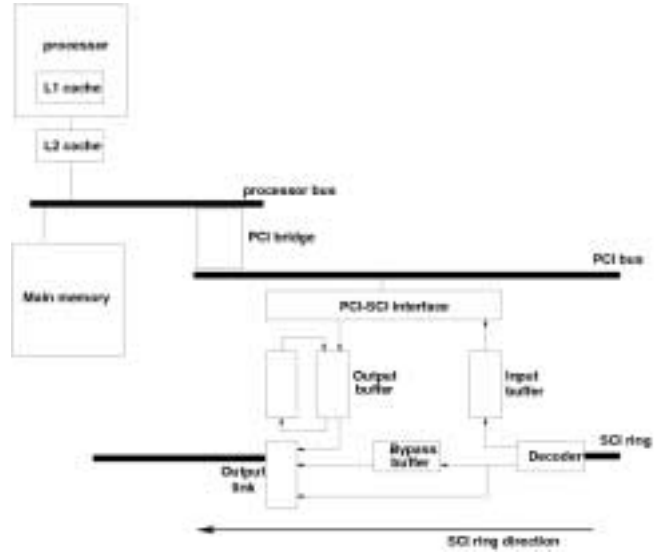 processor
L1 cache
L2 cache
processor bus
PCI bridge
PCI bus
Main memory
PCI-SCI Interface
Output
buffer
Input
buffer
SCI ring
Bypass
buffer
Decoder
Output
link
SCI ring direction